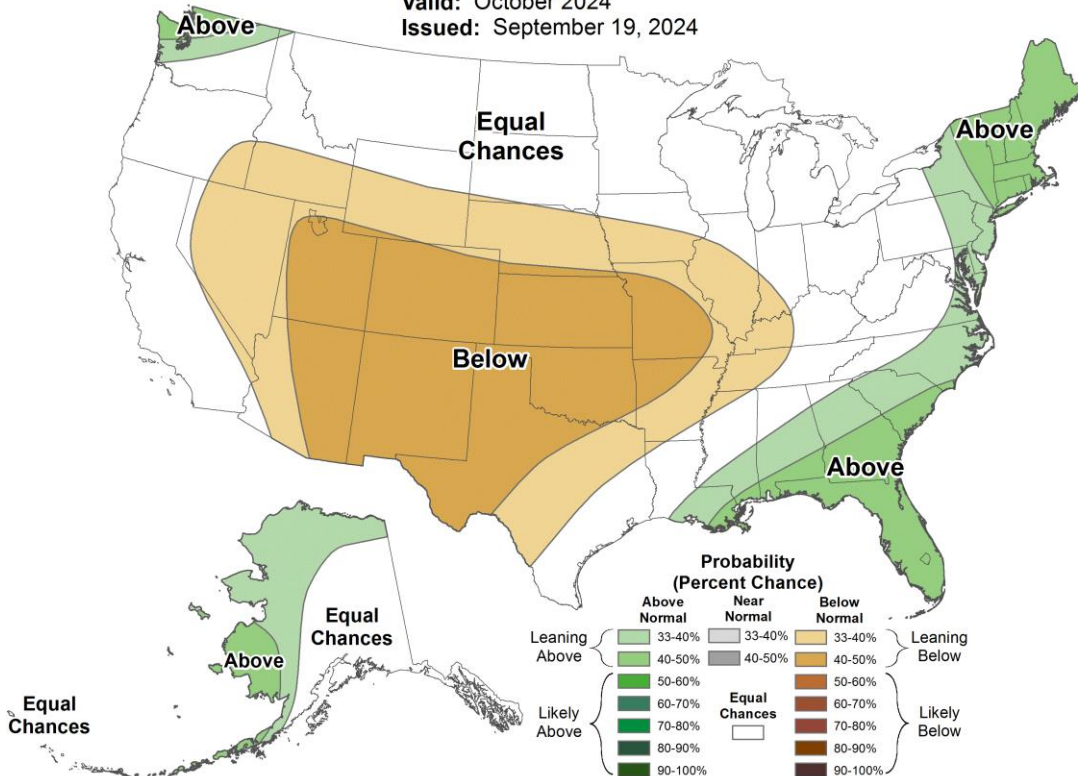 Valid: October 2024
Issued: September 19, 2024
Above
Equal
Chances
Above
Below
Above
Equal
Chances
Above
Equal
Chances
Probability
(Percent Chance)
Above
Normal
Near
Normal
Below
Normal
Leaning
Above
33-40%
33-40%
33-40%
Leaning
Below
40-50%
40-50%
40-50%
Likely
Above
50-60%
60-70%
70-80%
80-90%
90-100%
Equal
Chances
50-60%
60-70%
70-80%
80-90%
90-100%
Likely
Below